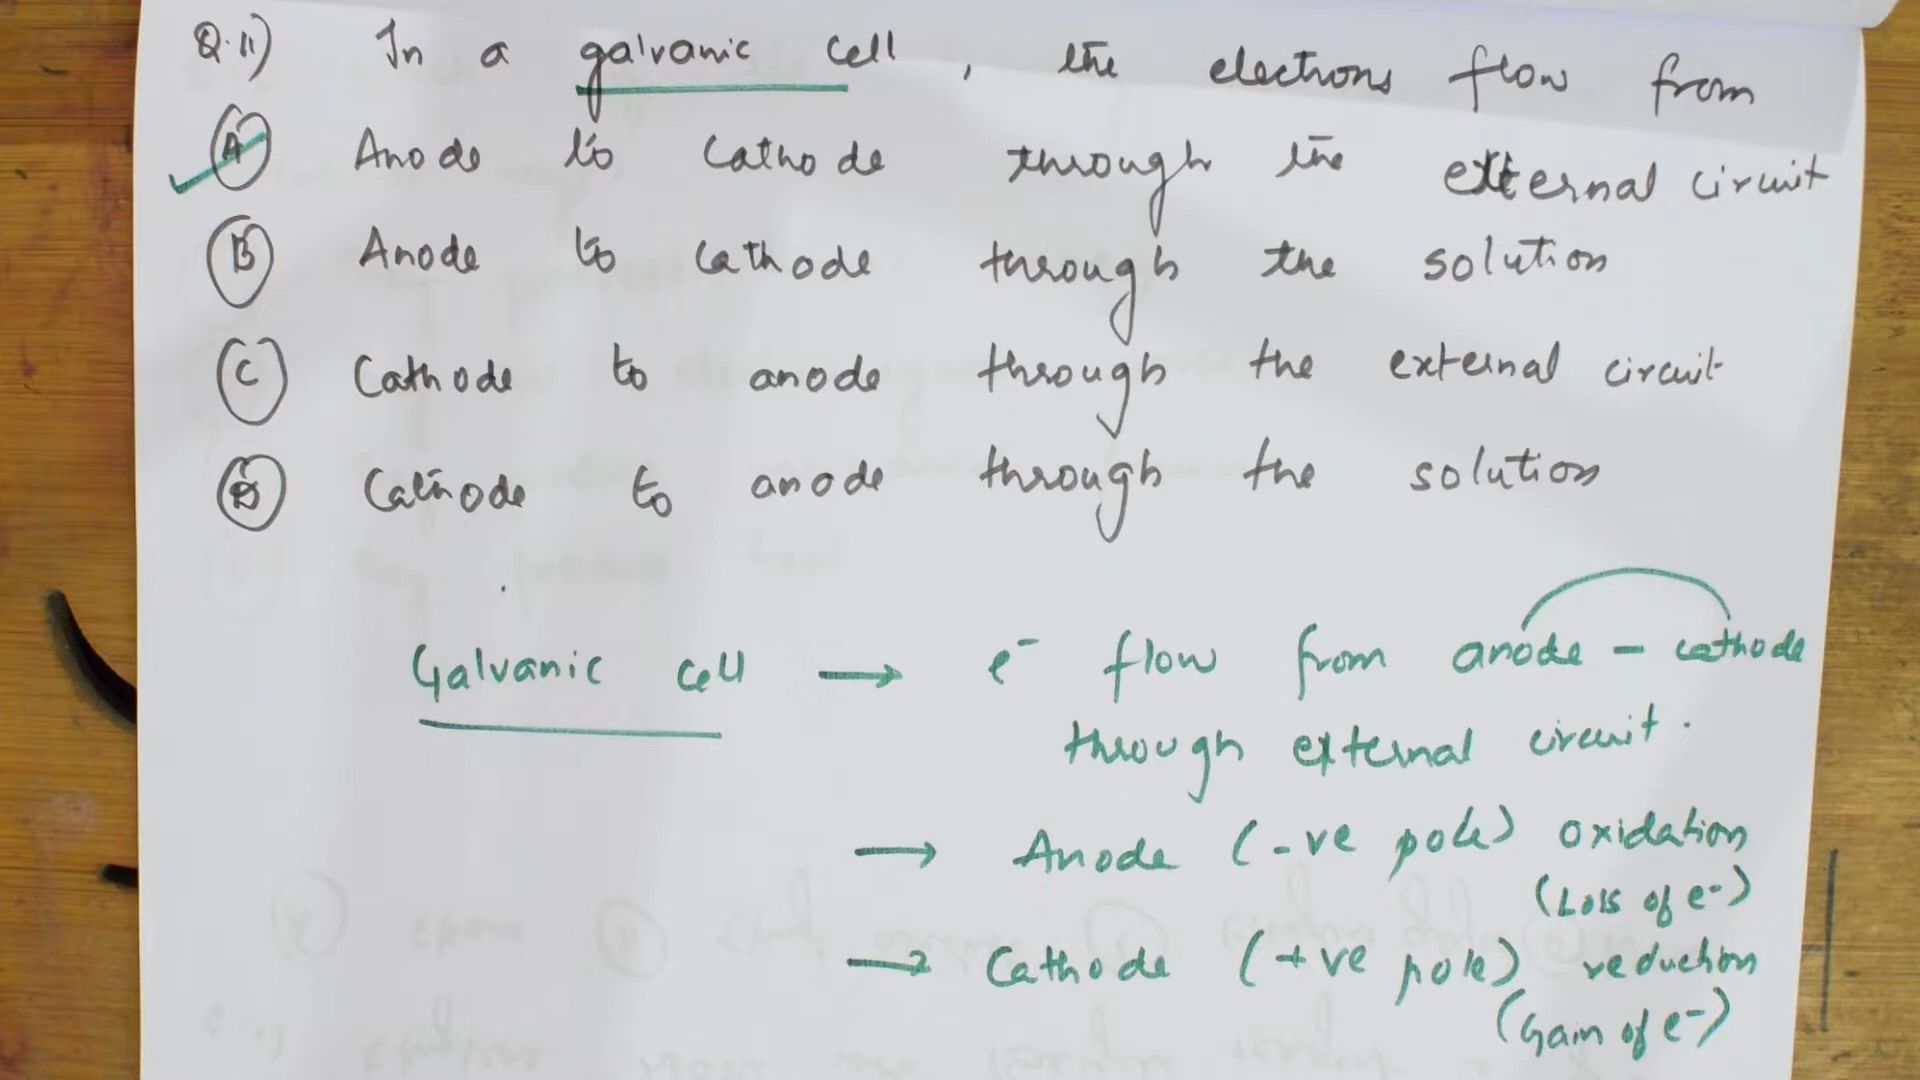 Q.11) In a galvanic cell, the electrons flow from
A Anode to cathode through the external circuit
B Anode to cathode through the solution
C Cathode to anode through the external circuit
D Cathode to anode through the solution
Galvanic cell → e⁻ flow from anode - cathode
through external circuit.
→ Anode (-ve pole) oxidation
(Loss of e⁻)
→ Cathode (+ve pole) reduction
(Gain of e⁻)